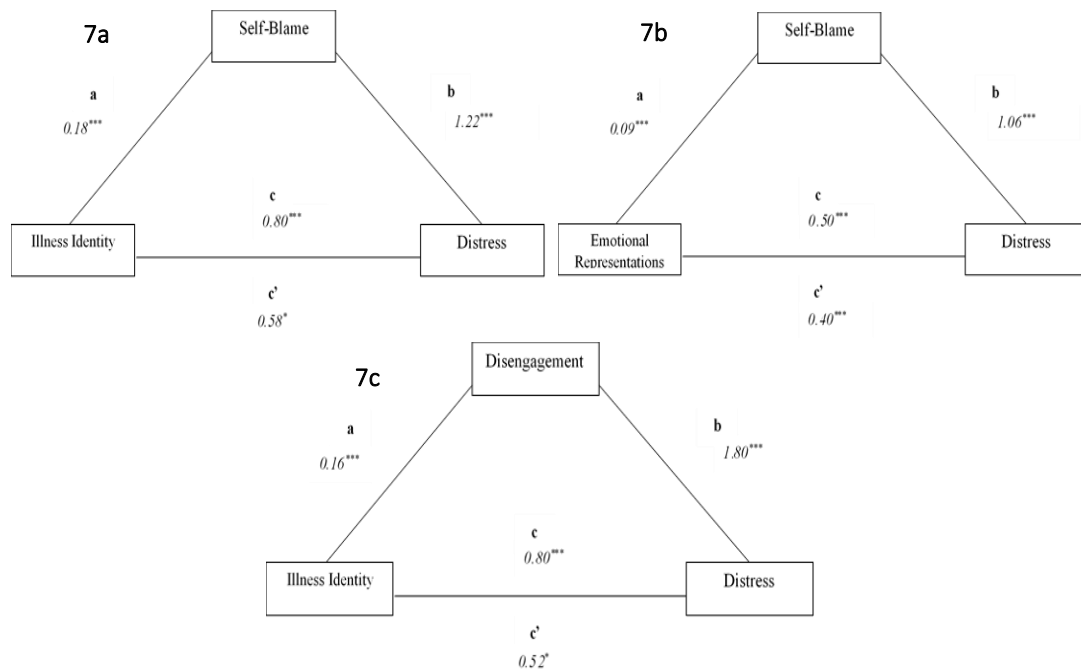 7a
Self-Blame
a
0.18***
b
1.22***
c
0.80***
Illness Identity
Distress
c'
0.58*
7b
Self-Blame
a
0.09***
b
1.06***
c
0.50***
Emotional
Representations
Distress
c'
0.40***
7c
Disengagement
a
0.16***
b
1.80***
c
0.80***
Illness Identity
Distress
c'
0.52*